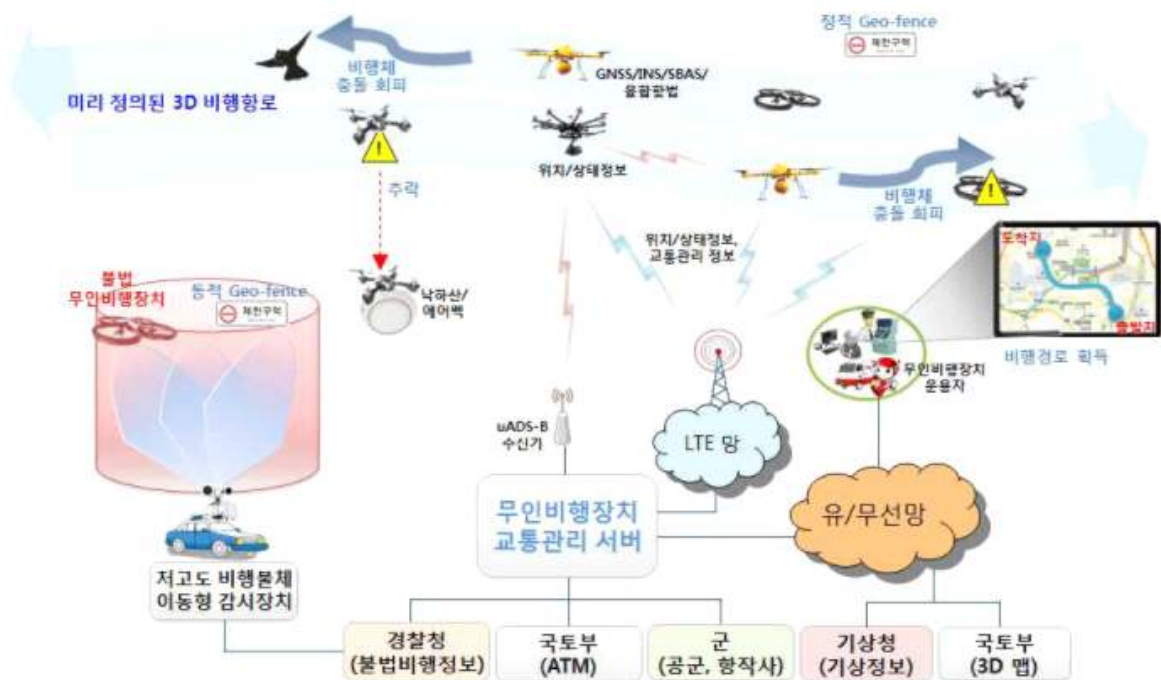 정적 Geo-fence
제한구역
비행체
충돌 회피
GNSS/INS/SBAS/
융합항법
미리 정의된 3D 비행항로
위치/상태정보
추락
비행체
충돌 회피
위치/상태정보,
교통관리 정보
도착지
출발지
비행경로 획득
불법
무인비행장치
동적 Geo-fence
제한구역
낙하산/
에어백
무인비행장치
운용자
uADS-B
수신기
LTE 망
무인비행장치
교통관리 서버
유/무선망
저고도 비행물체
이동형 감시장치
경찰청
(불법비행정보)
국토부
(ATM)
군
(공군, 항작사)
기상청
(기상정보)
국토부
(3D 맵)